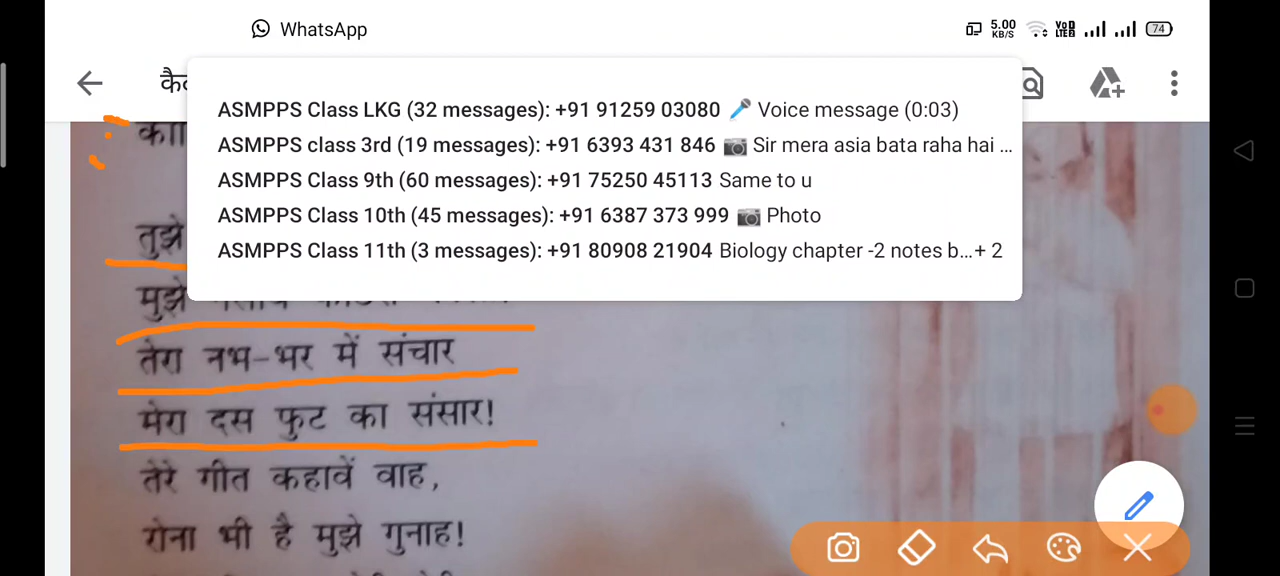 WhatsApp
5.00 KB/S VoD LTE 74
कै
ASMPPS Class LKG (32 messages): +91 91259 03080 🎤 Voice message (0:03)
ASMPPS class 3rd (19 messages): +91 6393 431 846 📷 Sir mera asia bata raha hai ...
ASMPPS Class 9th (60 messages): +91 75250 45113 Same to u
ASMPPS Class 10th (45 messages): +91 6387 373 999 📷 Photo
ASMPPS Class 11th (3 messages): +91 80908 21904 Biology chapter -2 notes b...+ 2
तुझे
मुझे
तेरा नभ-भर में संचार
मेरा दस फुट का संसार!
तेरे गीत कहावें वाह,
रोना भी है मुझे गुनाह!